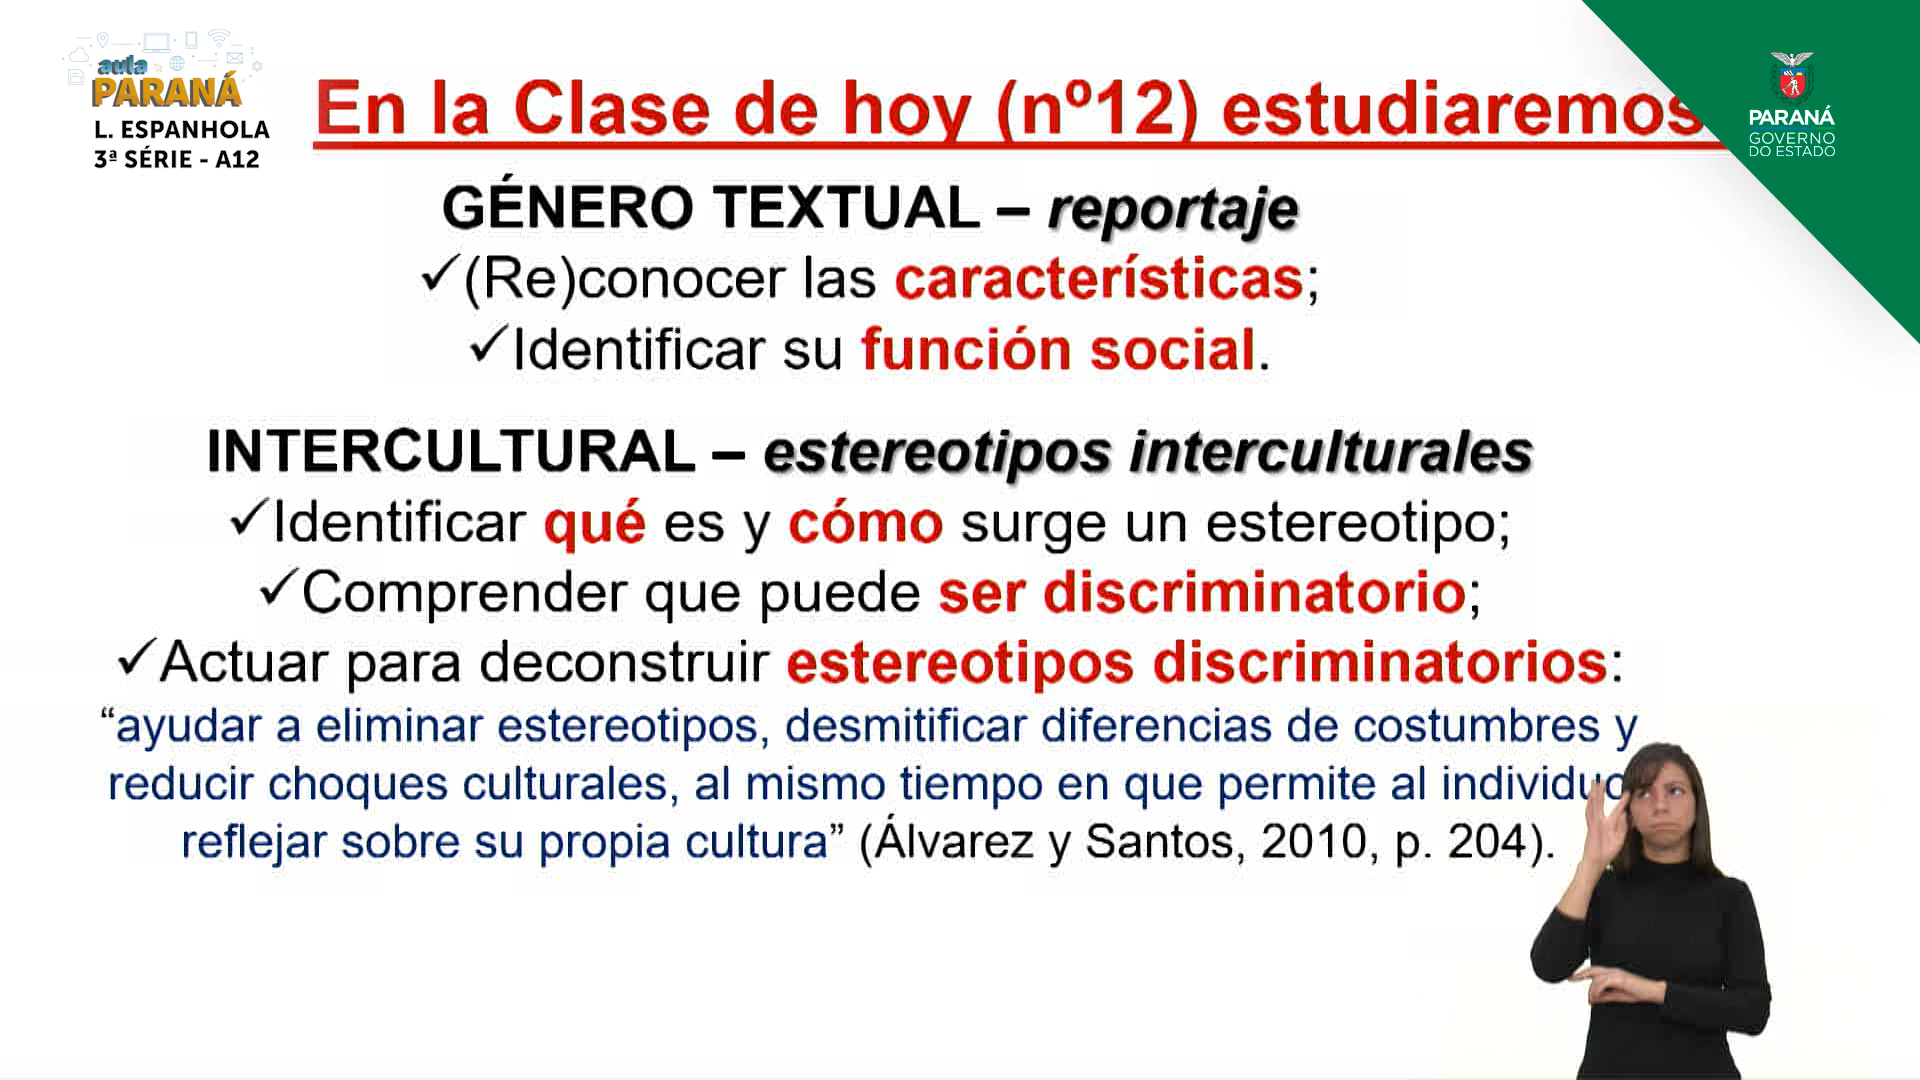 aula
PARANÁ
L. ESPANHOLA
3ª SÉRIE - A12
En la Clase de hoy (nº12) estudiaremos
PARANÁ
GOVERNO
DO ESTADO
GÉNERO TEXTUAL – reportaje
✓(Re)conocer las características;
✓Identificar su función social.
INTERCULTURAL – estereotipos interculturales
✓Identificar qué es y cómo surge un estereotipo;
✓Comprender que puede ser discriminatorio;
✓Actuar para deconstruir estereotipos discriminatorios:
“ayudar a eliminar estereotipos, desmitificar diferencias de costumbres y
reducir choques culturales, al mismo tiempo en que permite al individuo
reflejar sobre su propia cultura” (Álvarez y Santos, 2010, p. 204).